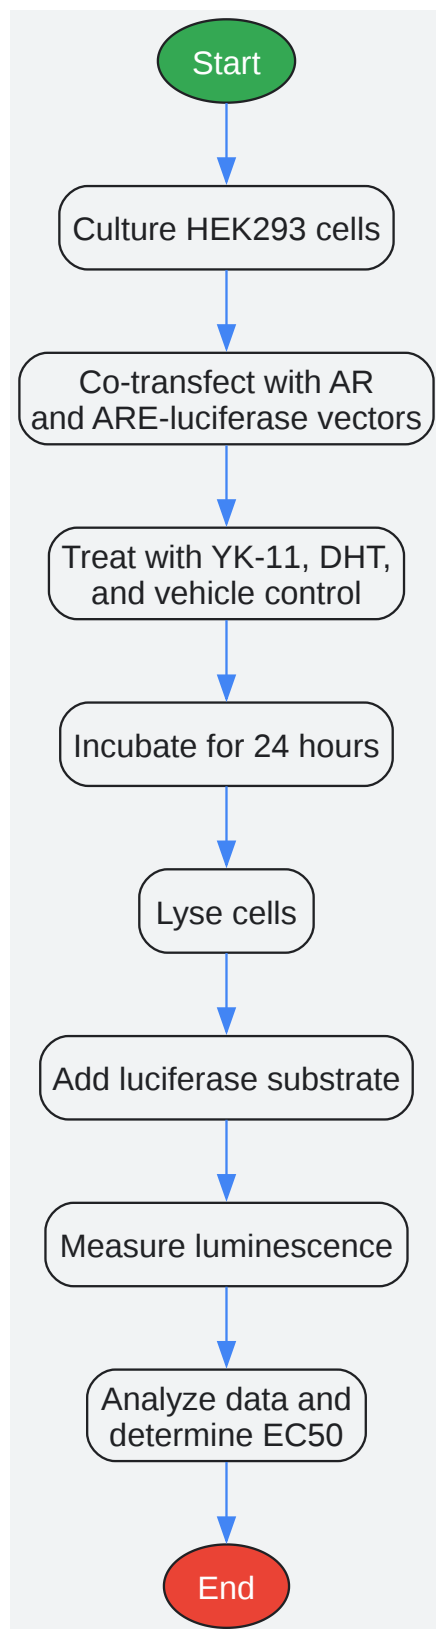 Start
Culture HEK293 cells
Co-transfect with AR
and ARE-luciferase vectors
Treat with YK-11, DHT,
and vehicle control
Incubate for 24 hours
Lyse cells
Add luciferase substrate
Measure luminescence
Analyze data and
determine EC50
End